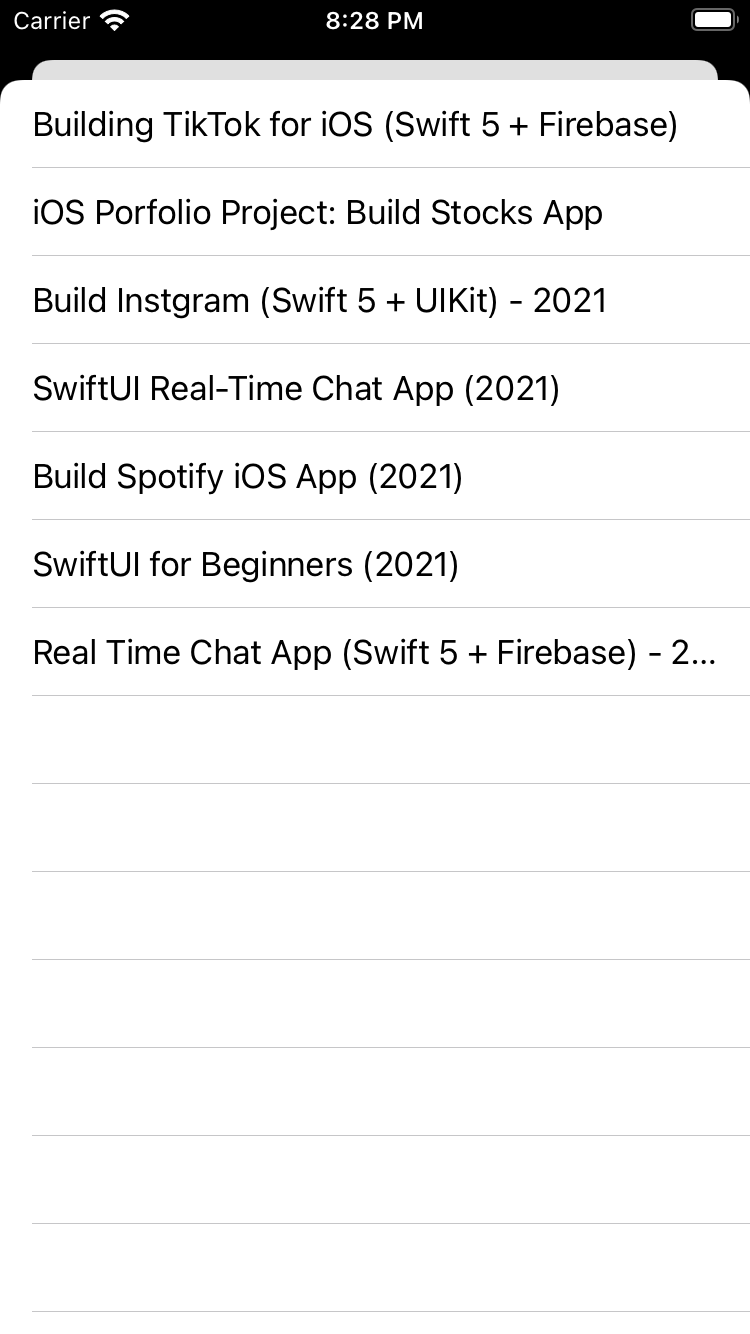 Carrier 8:28 PM
Building TikTok for iOS (Swift 5 + Firebase)
iOS Porfolio Project: Build Stocks App
Build Instgram (Swift 5 + UIKit) - 2021
SwiftUI Real-Time Chat App (2021)
Build Spotify iOS App (2021)
SwiftUI for Beginners (2021)
Real Time Chat App (Swift 5 + Firebase) - 2...